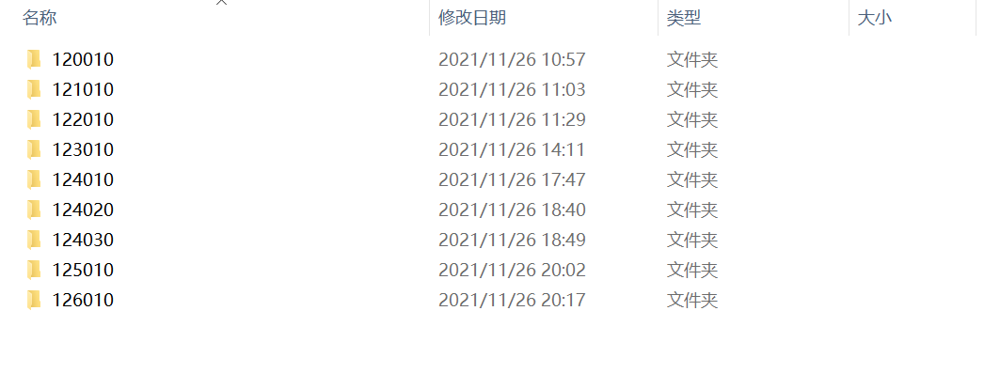 名称 修改日期 类型 大小
120010 2021/11/26 10:57 文件夹
121010 2021/11/26 11:03 文件夹
122010 2021/11/26 11:29 文件夹
123010 2021/11/26 14:11 文件夹
124010 2021/11/26 17:47 文件夹
124020 2021/11/26 18:40 文件夹
124030 2021/11/26 18:49 文件夹
125010 2021/11/26 20:02 文件夹
126010 2021/11/26 20:17 文件夹